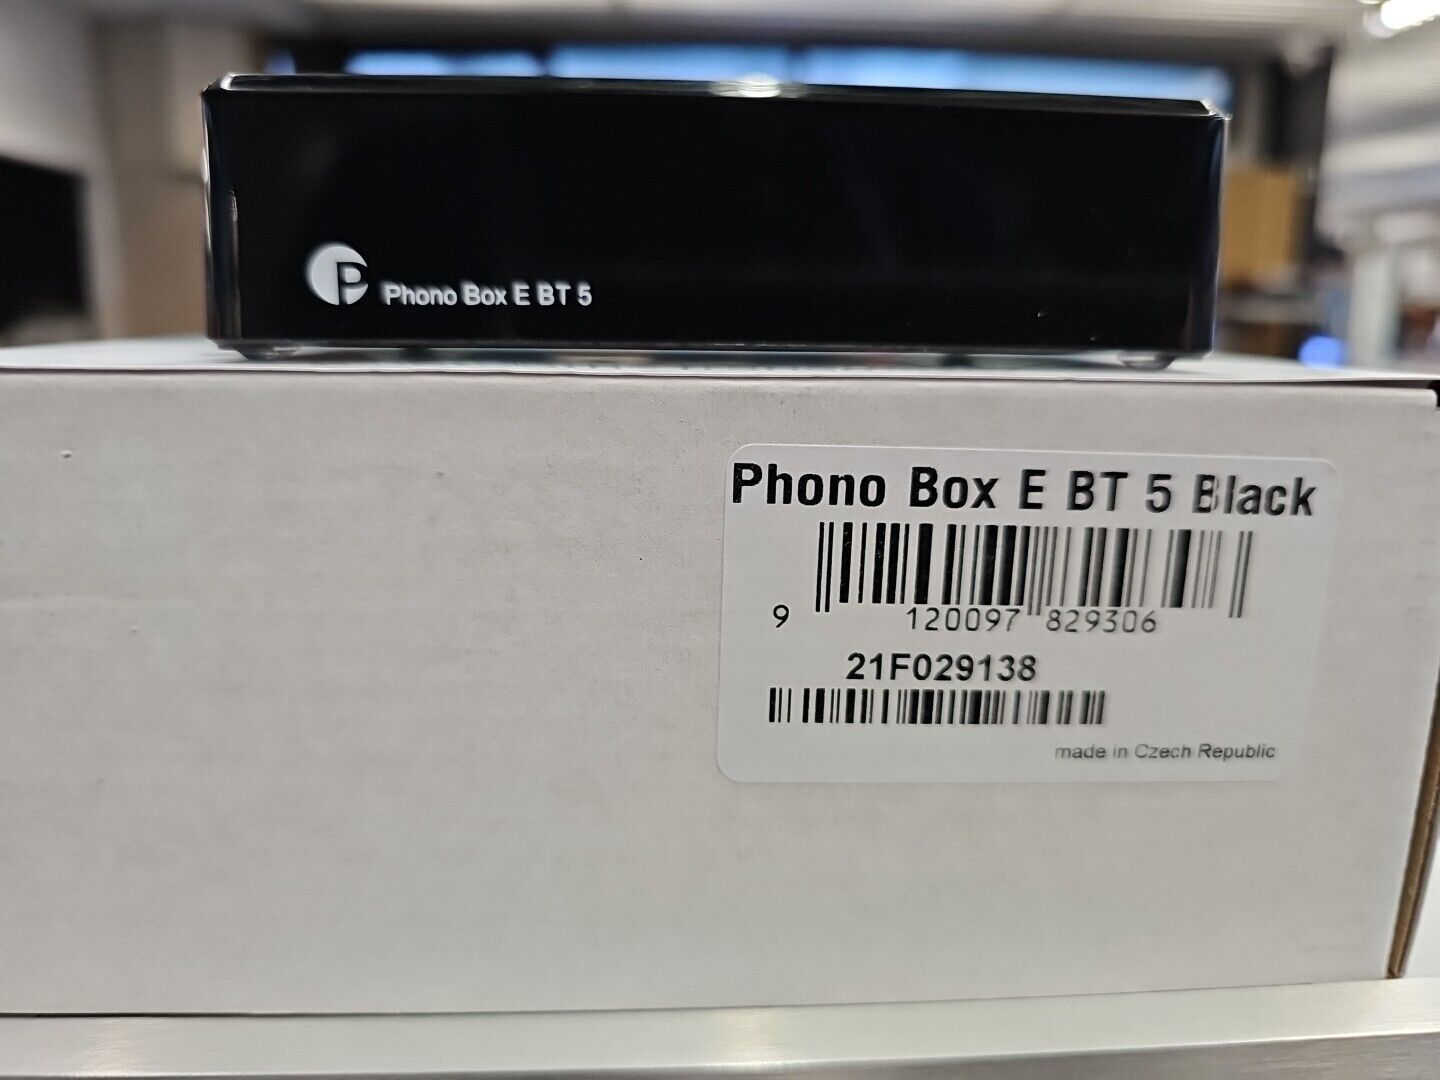 P Phono Box E BT 5
Phono Box E BT 5 Black
9 120097 829306
21F029138
made in Czech Republic